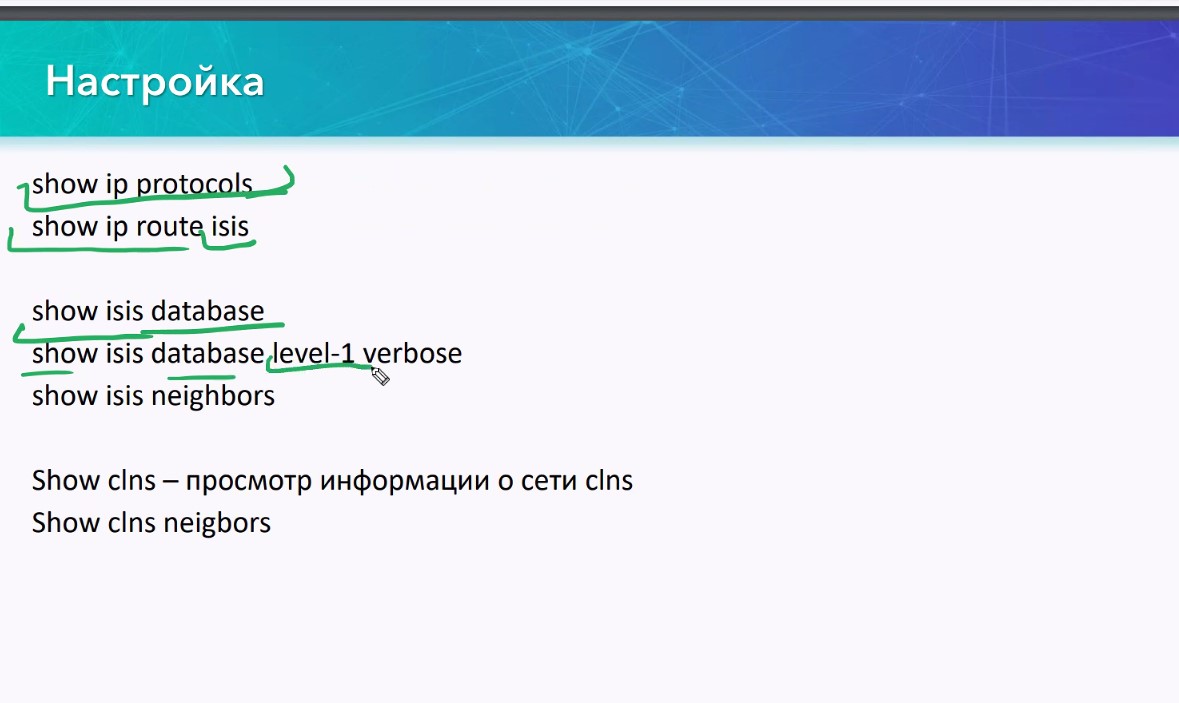 Настройка
show ip protocols
show ip route isis
show isis database
show isis database level-1 verbose
show isis neighbors
Show clns – просмотр информации о сети clns
Show clns neigbors